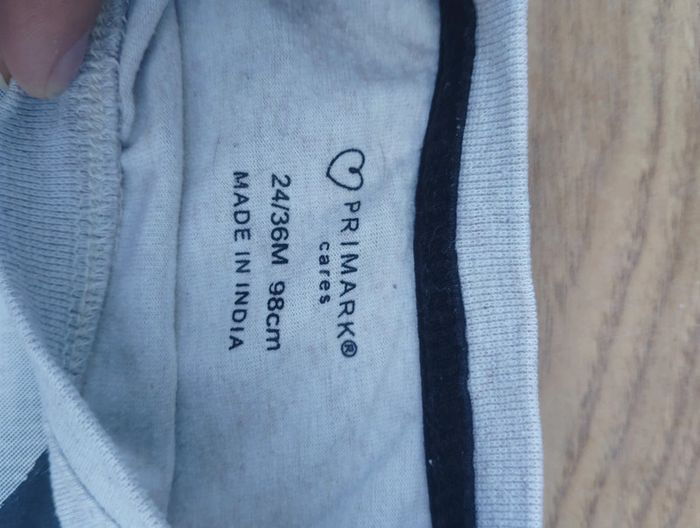 PRIMARK®
cares
24/36M 98cm
MADE IN INDIA